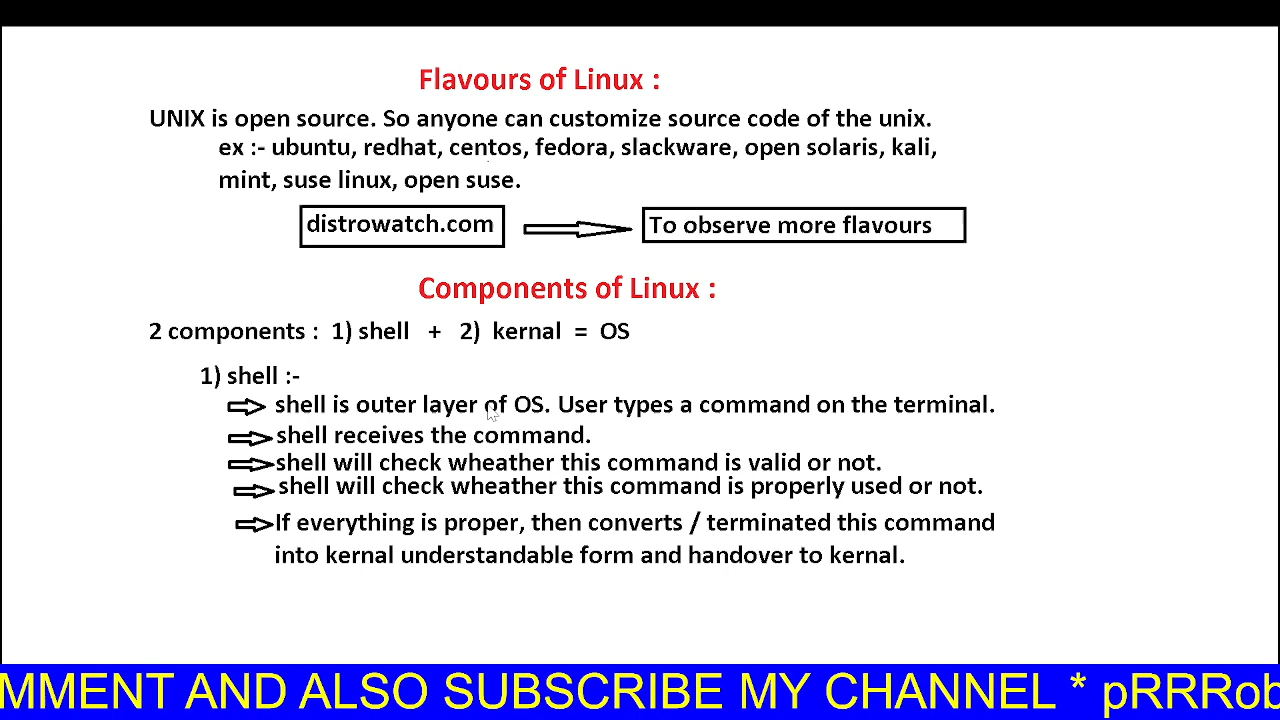 Flavours of Linux :
UNIX is open source. So anyone can customize source code of the unix.
ex :- ubuntu, redhat, centos, fedora, slackware, open solaris, kali,
mint, suse linux, open suse.
distrowatch.com To observe more flavours
Components of Linux :
2 components : 1) shell + 2) kernal = OS
1) shell :-
shell is outer layer of OS. User types a command on the terminal.
shell receives the command.
shell will check wheather this command is valid or not.
shell will check wheather this command is properly used or not.
If everything is proper, then converts / terminated this command
into kernal understandable form and handover to kernal.
MMENT AND ALSO SUBSCRIBE MY CHANNEL * pRRRob